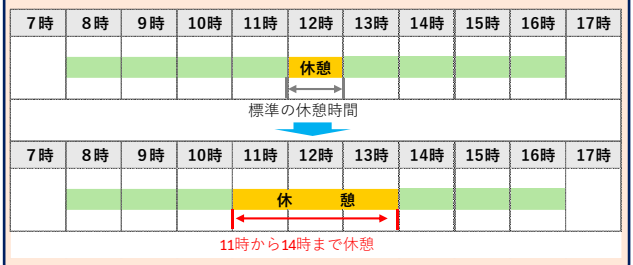 7時 8時 9時 10時 11時 12時 13時 14時 15時 16時 17時
休憩
標準の休憩時間
7時 8時 9時 10時 11時 12時 13時 14時 15時 16時 17時
休 憩
11時から14時まで休憩